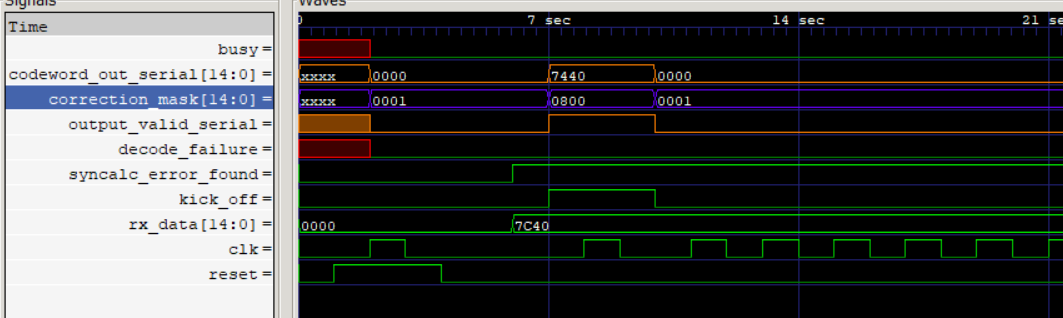 Signals
Waves
Time
0 7 sec 14 sec 21 se
busy=
codeword_out_serial[14:0]= xxxx 0000 7440 0000
correction_mask[14:0]= xxxx 0001 0800 0001
output_valid_serial=
decode_failure=
syncalc_error_found=
kick_off=
rx_data[14:0]= 0000 7C40
clk=
reset=